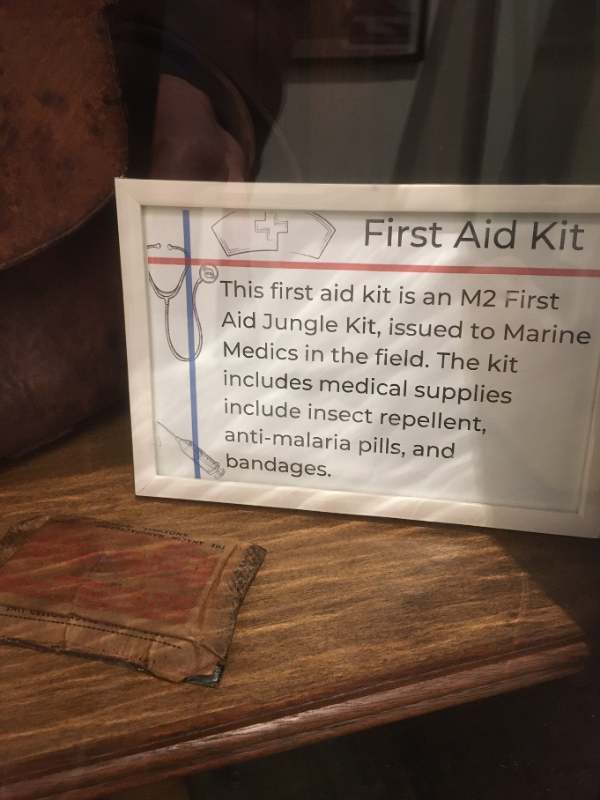 First Aid Kit
This first aid kit is an M2 First
Aid Jungle Kit, issued to Marine
Medics in the field. The kit
includes medical supplies
include insect repellent,
anti-malaria pills, and
bandages.